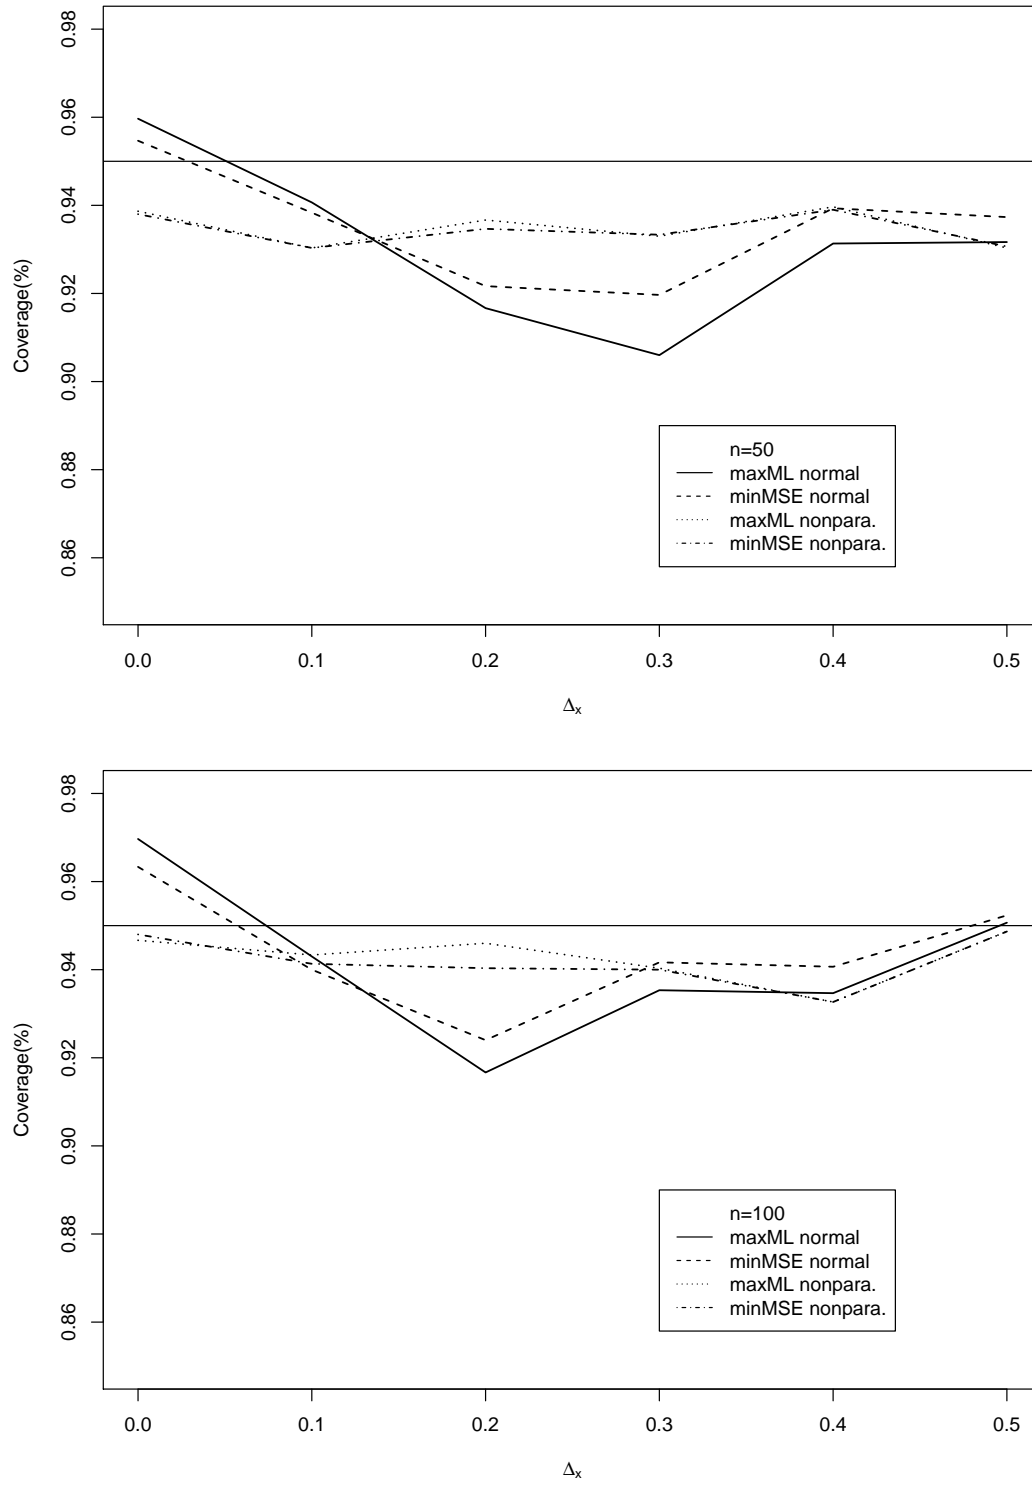 0.98
0.96
0.94
0.92
0.90
0.88
0.86
Coverage(%)
n=50
maxML normal
minMSE normal
maxML nonpara.
minMSE nonpara.
0.0 0.1 0.2 0.3 0.4 0.5
Δx
0.98
0.96
0.94
0.92
0.90
0.88
0.86
Coverage(%)
n=100
maxML normal
minMSE normal
maxML nonpara.
minMSE nonpara.
0.0 0.1 0.2 0.3 0.4 0.5
Δx